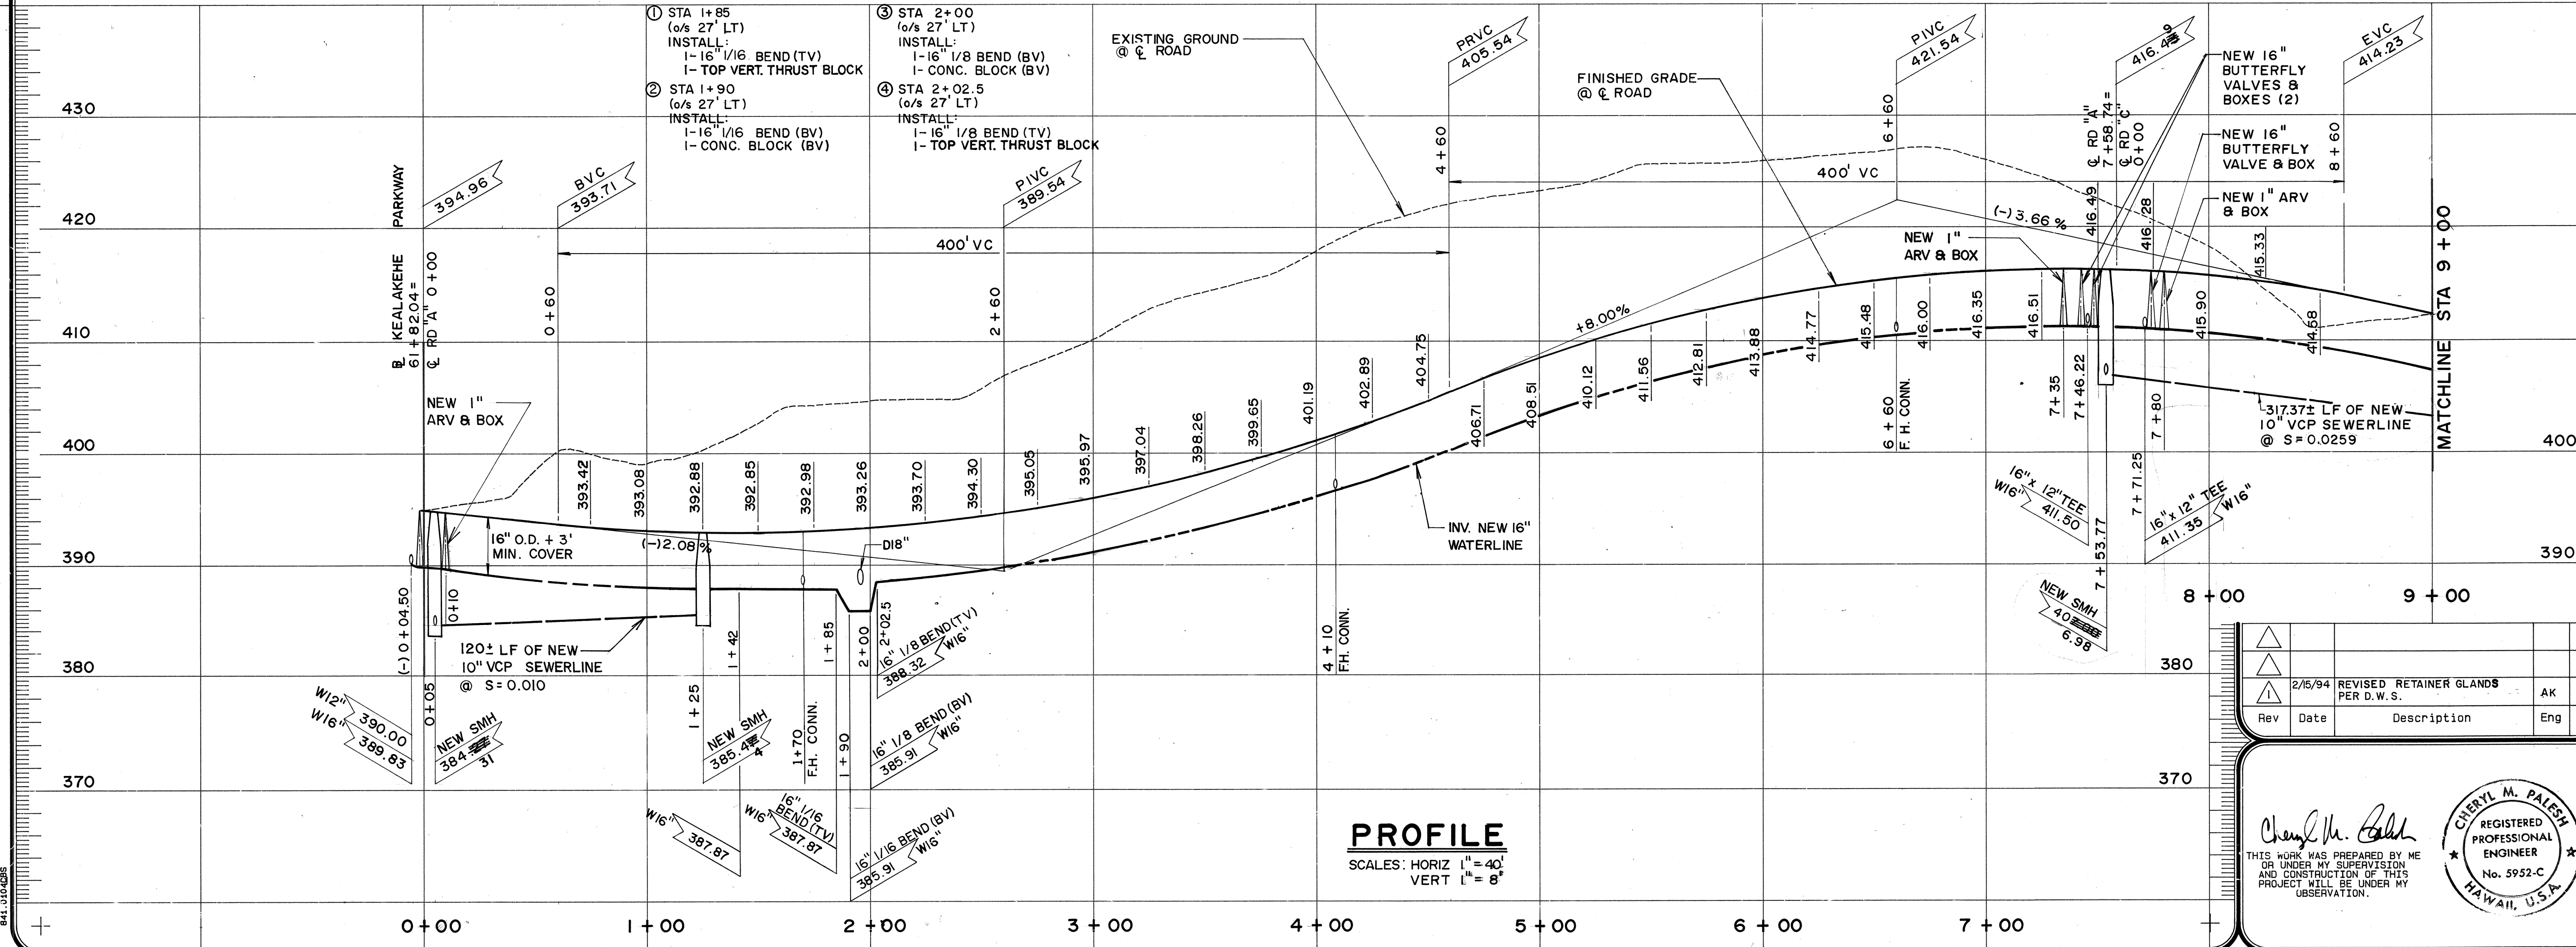 ① STA 1+85
(o/s 27' LT)
INSTALL:
1-16" 1/16 BEND (TV)
1- TOP VERT. THRUST BLOCK
② STA 1+90
(o/s 27' LT)
INSTALL:
1-16" 1/16 BEND (BV)
1- CONC. BLOCK (BV)
③ STA 2+00
(o/s 27' LT)
INSTALL:
1-16" 1/8 BEND (BV)
1- CONC. BLOCK (BV)
④ STA 2+02.5
(o/s 27' LT)
INSTALL:
1-16" 1/8 BEND (TV)
1- TOP VERT. THRUST BLOCK
EXISTING GROUND
@ ℄ ROAD
PRVC
405.54
FINISHED GRADE
@ ℄ ROAD
PIVC
421.54
9
416.4
NEW 16"
BUTTERFLY
VALVES &
BOXES (2)
EVC
414.23
NEW 16"
BUTTERFLY
VALVE & BOX
NEW 1" ARV
& BOX
430
420
410
400
390
380
370
℔ KEALAKEHE PARKWAY
61+82.04=
℄ RD "A" 0+00
394.96
BVC
393.71
PIVC
389.54
0+60
2+60
4+60
6+60
℄ RD "A"
7+58.74=
℄ RD "C"
0+00
8+60
400' VC
400' VC
(-) 3.66 %
+8.00%
(-)2.08 %
NEW 1"
ARV & BOX
NEW 1"
ARV & BOX
16" O.D. + 3'
MIN. COVER
D18"
393.42
393.08
392.88
392.85
392.98
393.26
393.70
394.30
395.05
395.97
397.04
398.26
399.65
401.19
402.89
404.75
406.71
408.51
410.12
411.56
412.81
413.88
414.77
415.48
416.00
416.35
416.51
416.49
416.28
415.90
415.33
414.58
MATCHLINE STA 9+00
INV. NEW 16"
WATERLINE
(-) 0+04.50
0+10
0+05
120± LF OF NEW
10" VCP SEWERLINE
@ S=0.010
1+25
1+42
1+70
F.H. CONN.
1+85
1+90
2+00
2+02.5
4+10
F.H. CONN.
6+60
F. H. CONN.
7+35
7+46.22
7+53.77
7+71.25
7+80
317.37± LF OF NEW
10" VCP SEWERLINE
@ S=0.0259
W12" 390.00
W16" 389.83
NEW SMH
384.
31
NEW SMH
385.4
4
W16" 387.87
16" 1/16
BEND (TV)
W16" 387.87
16" 1/16 BEND (BV)
385.91 W16"
16" 1/8 BEND (BV)
385.91 W16"
16" 1/8 BEND (TV)
388.32 W16"
16" x 12" TEE
W16" 411.50
16" x 12" TEE
411.35 W16"
NEW SMH
40
6.98
400
390
380
370
8+00
9+00
PROFILE
SCALES: HORIZ 1" = 40'
VERT 1" = 8'
0+00
1+00
2+00
3+00
4+00
5+00
6+00
7+00
1
2/15/94
REVISED RETAINER GLANDS
PER D.W.S.
AK
Rev Date Description Eng
Cheryl M. Palesh
THIS WORK WAS PREPARED BY ME
OR UNDER MY SUPERVISION
AND CONSTRUCTION OF THIS
PROJECT WILL BE UNDER MY
OBSERVATION.
CHERYL M. PALESH
REGISTERED
PROFESSIONAL
ENGINEER
No. 5952-C
HAWAII, U.S.A.